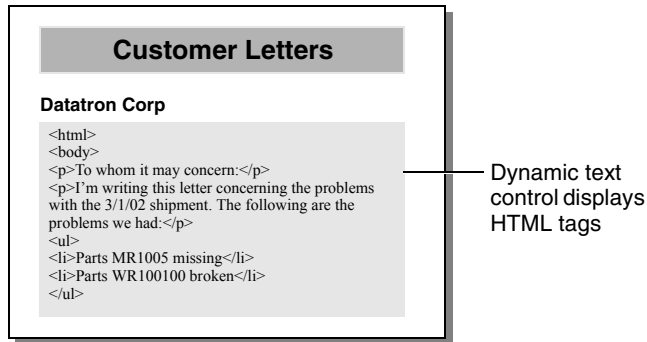 Customer Letters
Datatron Corp
<html>
<body>
<p>To whom it may concern:</p>
<p>I’m writing this letter concerning the problems
with the 3/1/02 shipment. The following are the
problems we had:</p>
<ul>
<li>Parts MR1005 missing</li>
<li>Parts WR100100 broken</li>
</ul>
Dynamic text
control displays
HTML tags